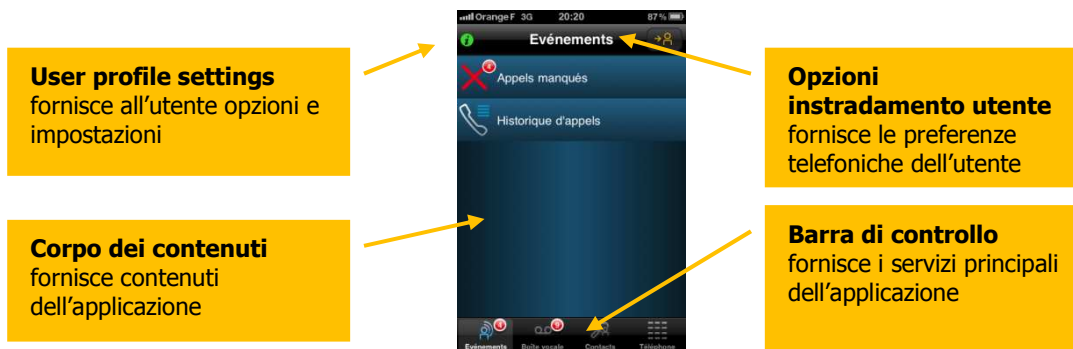 User profile settings
fornisce all'utente opzioni e
impostazioni
Corpo dei contenuti
fornisce contenuti
dell'applicazione
Orange F 3G 20:20 87 %
Evénements
4
Appels manqués
Historique d'appels
4
Evénements Boîte vocale Contacts Téléphone
Opzioni
instradamento utente
fornisce le preferenze
telefoniche dell'utente
Barra di controllo
fornisce i servizi principali
dell'applicazione